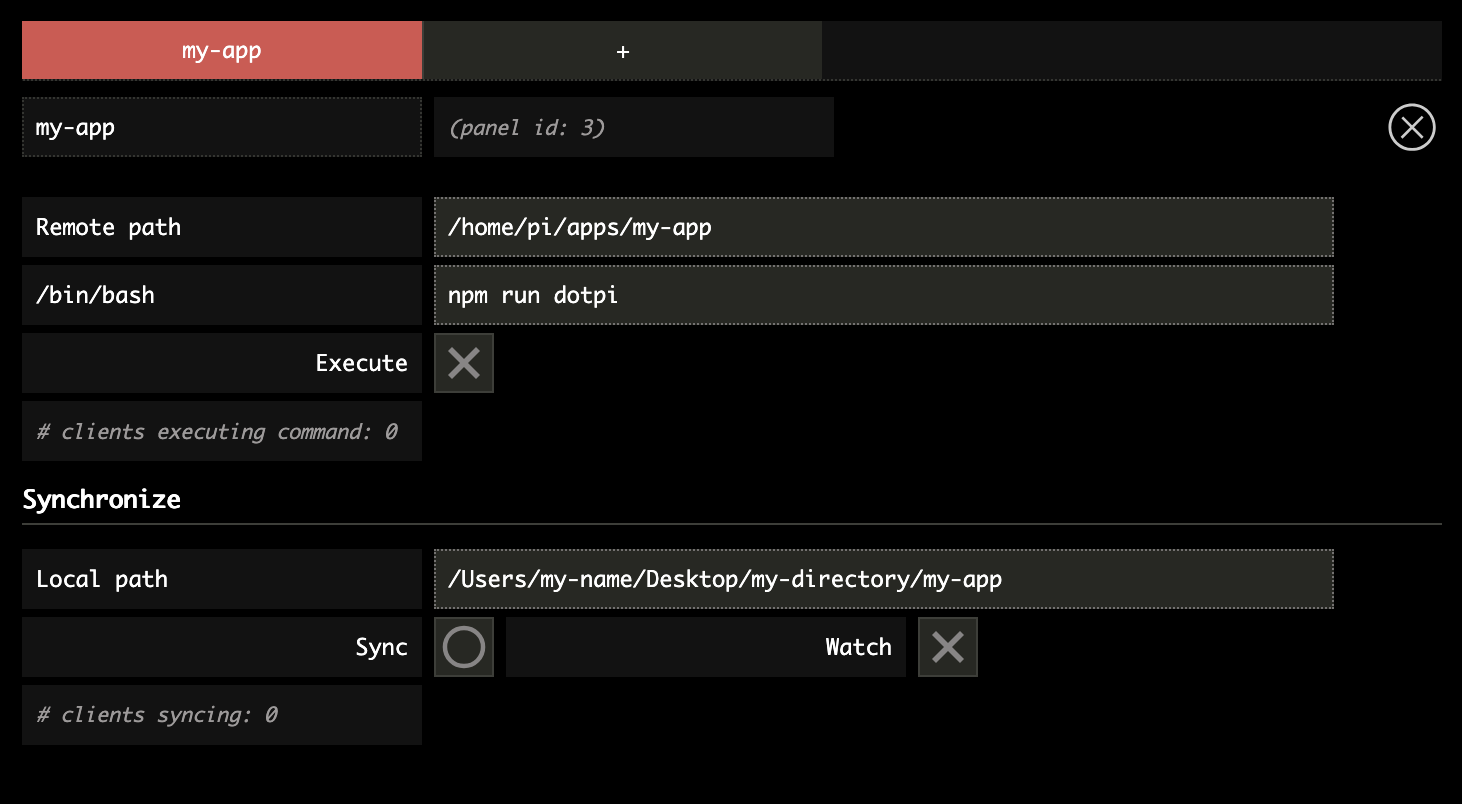 my-app +
my-app (panel id: 3)
Remote path /home/pi/apps/my-app
/bin/bash npm run dotpi
Execute
# clients executing command: 0
Synchronize
Local path /Users/my-name/Desktop/my-directory/my-app
Sync Watch
# clients syncing: 0